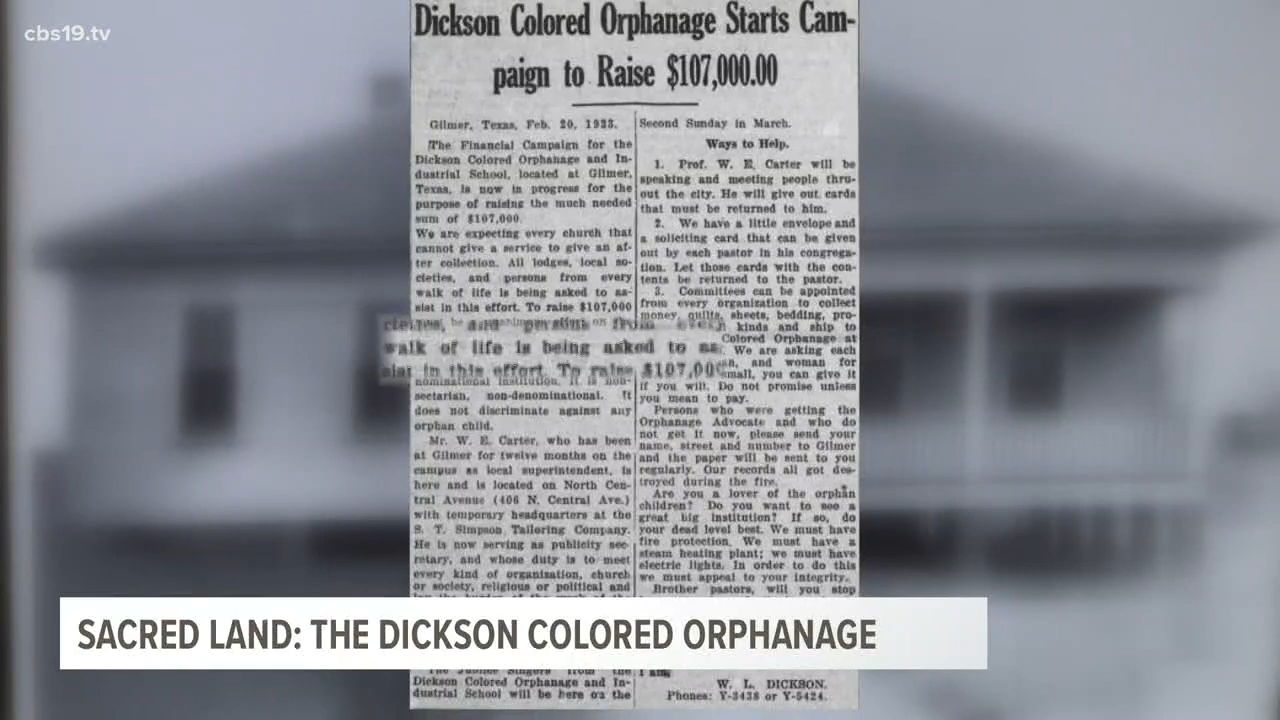 cbs19.tv
Dickson Colored Orphanage Starts Cam-
paign to Raise $107,000.00
Gilmer, Texas, Feb. 20, 1923.
The Financial Campaign for the
Dickson Colored Orphanage and In-
dustrial School, located at Gilmer,
Texas, is now in progress for the
purpose of raising the much needed
sum of $107,000.
We are expecting every church that
cannot give a service to give an af-
ter collection. All lodges, local so-
cieties, and persons from every
walk of life is being asked to as-
sist in this effort. To raise $107,000
cieties, and persons from every
walk of life is being asked to as-
sist in this effort. To raise $107,00
nominational institution. It is non-
sectarian, non-denominational. It
does not discriminate against any
orphan child.
Mr. W. E. Carter, who has been
at Gilmer for twelve months on the
campus as local superintendent, is
here and is located on North Cen-
tral Avenue (406 N. Central Ave.)
with temporary headquarters at the
S. T. Simpson Tailoring Company.
He is now serving as publicity sec-
retary, and whose duty is to meet
every kind of organization, church
or society, religious or political and
The Jubilee Singers from the
Dickson Colored Orphanage and In-
dustrial School will be here on the
Second Sunday in March.
Ways to Help.
1. Prof. W. E. Carter will be
speaking and meeting people thru-
out the city. He will give out cards
that must be returned to him.
2. We have a little envelope and
a soliciting card that can be given
out by each pastor in his congrega-
tion. Let those cards with the con-
tents be returned to the pastor.
3. Committees can be appointed
from every organization to collect
money, quilts, sheets, bedding, pro-
kinds and ship to
Colored Orphanage at
We are asking each
and woman for
small, you can give it
if you will. Do not promise unless
you mean to pay.
Persons who were getting the
Orphanage Advocate and who do
not get it now, please send your
name, street and number to Gilmer
and the paper will be sent to you
regularly. Our records all got des-
troyed during the fire.
Are you a lover of the orphan
children? Do you want to see a
great big institution? If so, do
your dead level best. We must have
fire protection. We must have a
steam heating plant; we must have
electric lights. In order to do this
we must appeal to your integrity.
Brother pastors, will you stop
I am,
W. L. DICKSON.
Phones: Y-3438 or Y-5424.
SACRED LAND: THE DICKSON COLORED ORPHANAGE